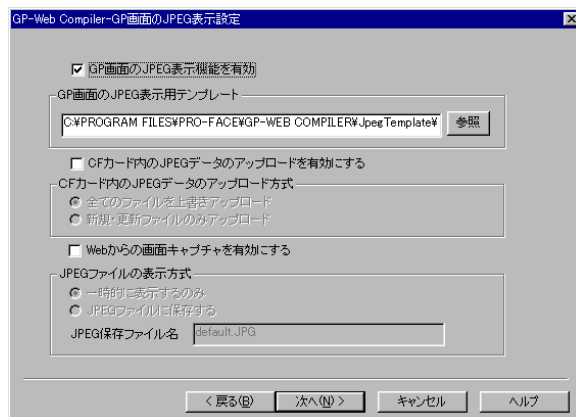 GP-Web Compiler-GP画面のJPEG表示設定
GP画面のJPEG表示機能を有効
GP画面のJPEG表示用テンプレート
C:¥PROGRAM FILES¥PRO-FACE¥GP-WEB COMPILER¥JpegTemplate¥
参照
CFカード内のJPEGデータのアップロードを有効にする
CFカード内のJPEGデータのアップロード方式
全てのファイルを上書きアップロード
新規・更新ファイルのみアップロード
Webからの画面キャプチャを有効にする
JPEGファイルの表示方式
一時的に表示するのみ
JPEGファイルに保存する
JPEG保存ファイル名
default.JPG
< 戻る(B)
次へ(N) >
キャンセル
ヘルプ